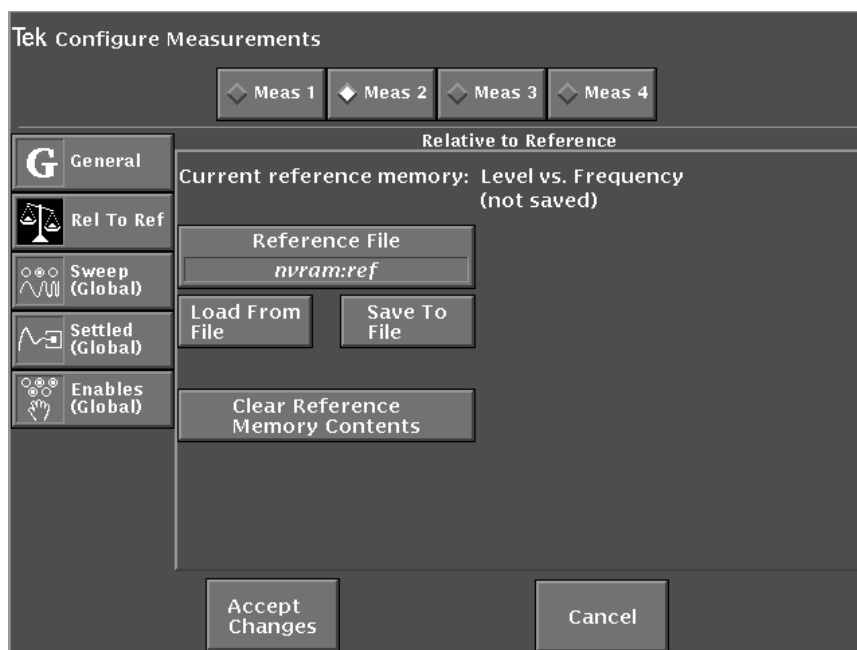 Tek Configure Measurements
Meas 1 Meas 2 Meas 3 Meas 4
Relative to Reference
G General
Rel To Ref
Sweep
(Global)
Settled
(Global)
Enables
(Global)
Current reference memory: Level vs. Frequency
(not saved)
Reference File
nvram:ref
Load From
File
Save To
File
Clear Reference
Memory Contents
Accept
Changes
Cancel